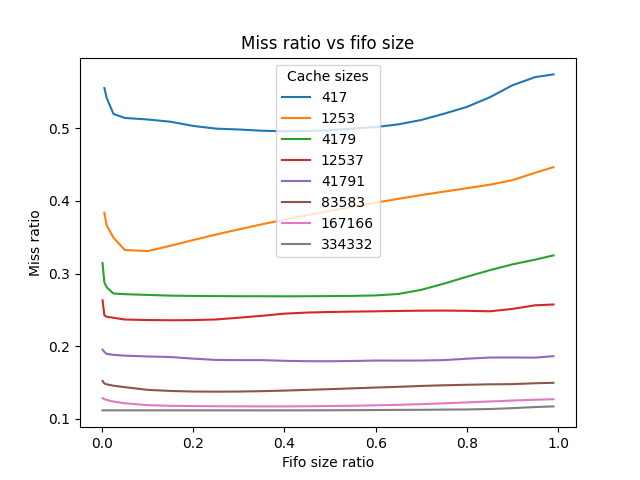 Miss ratio vs fifo size
Cache sizes
417
1253
4179
12537
41791
83583
167166
334332
0.5
0.4
0.3
0.2
0.1
Miss ratio
0.0 0.2 0.4 0.6 0.8 1.0
Fifo size ratio